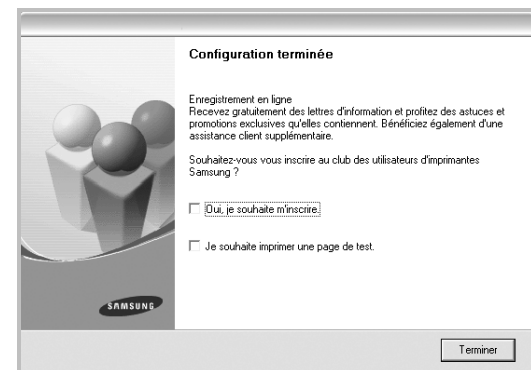 Configuration terminée
Enregistrement en ligne
Recevez gratuitement des lettres d'information et profitez des astuces et
promotions exclusives qu'elles contiennent. Bénéficiez également d'une
assistance client supplémentaire.
Souhaitez-vous vous inscrire au club des utilisateurs d'imprimantes
Samsung ?
Oui, je souhaite m'inscrire.
Je souhaite imprimer une page de test.
SAMSUNG
Terminer